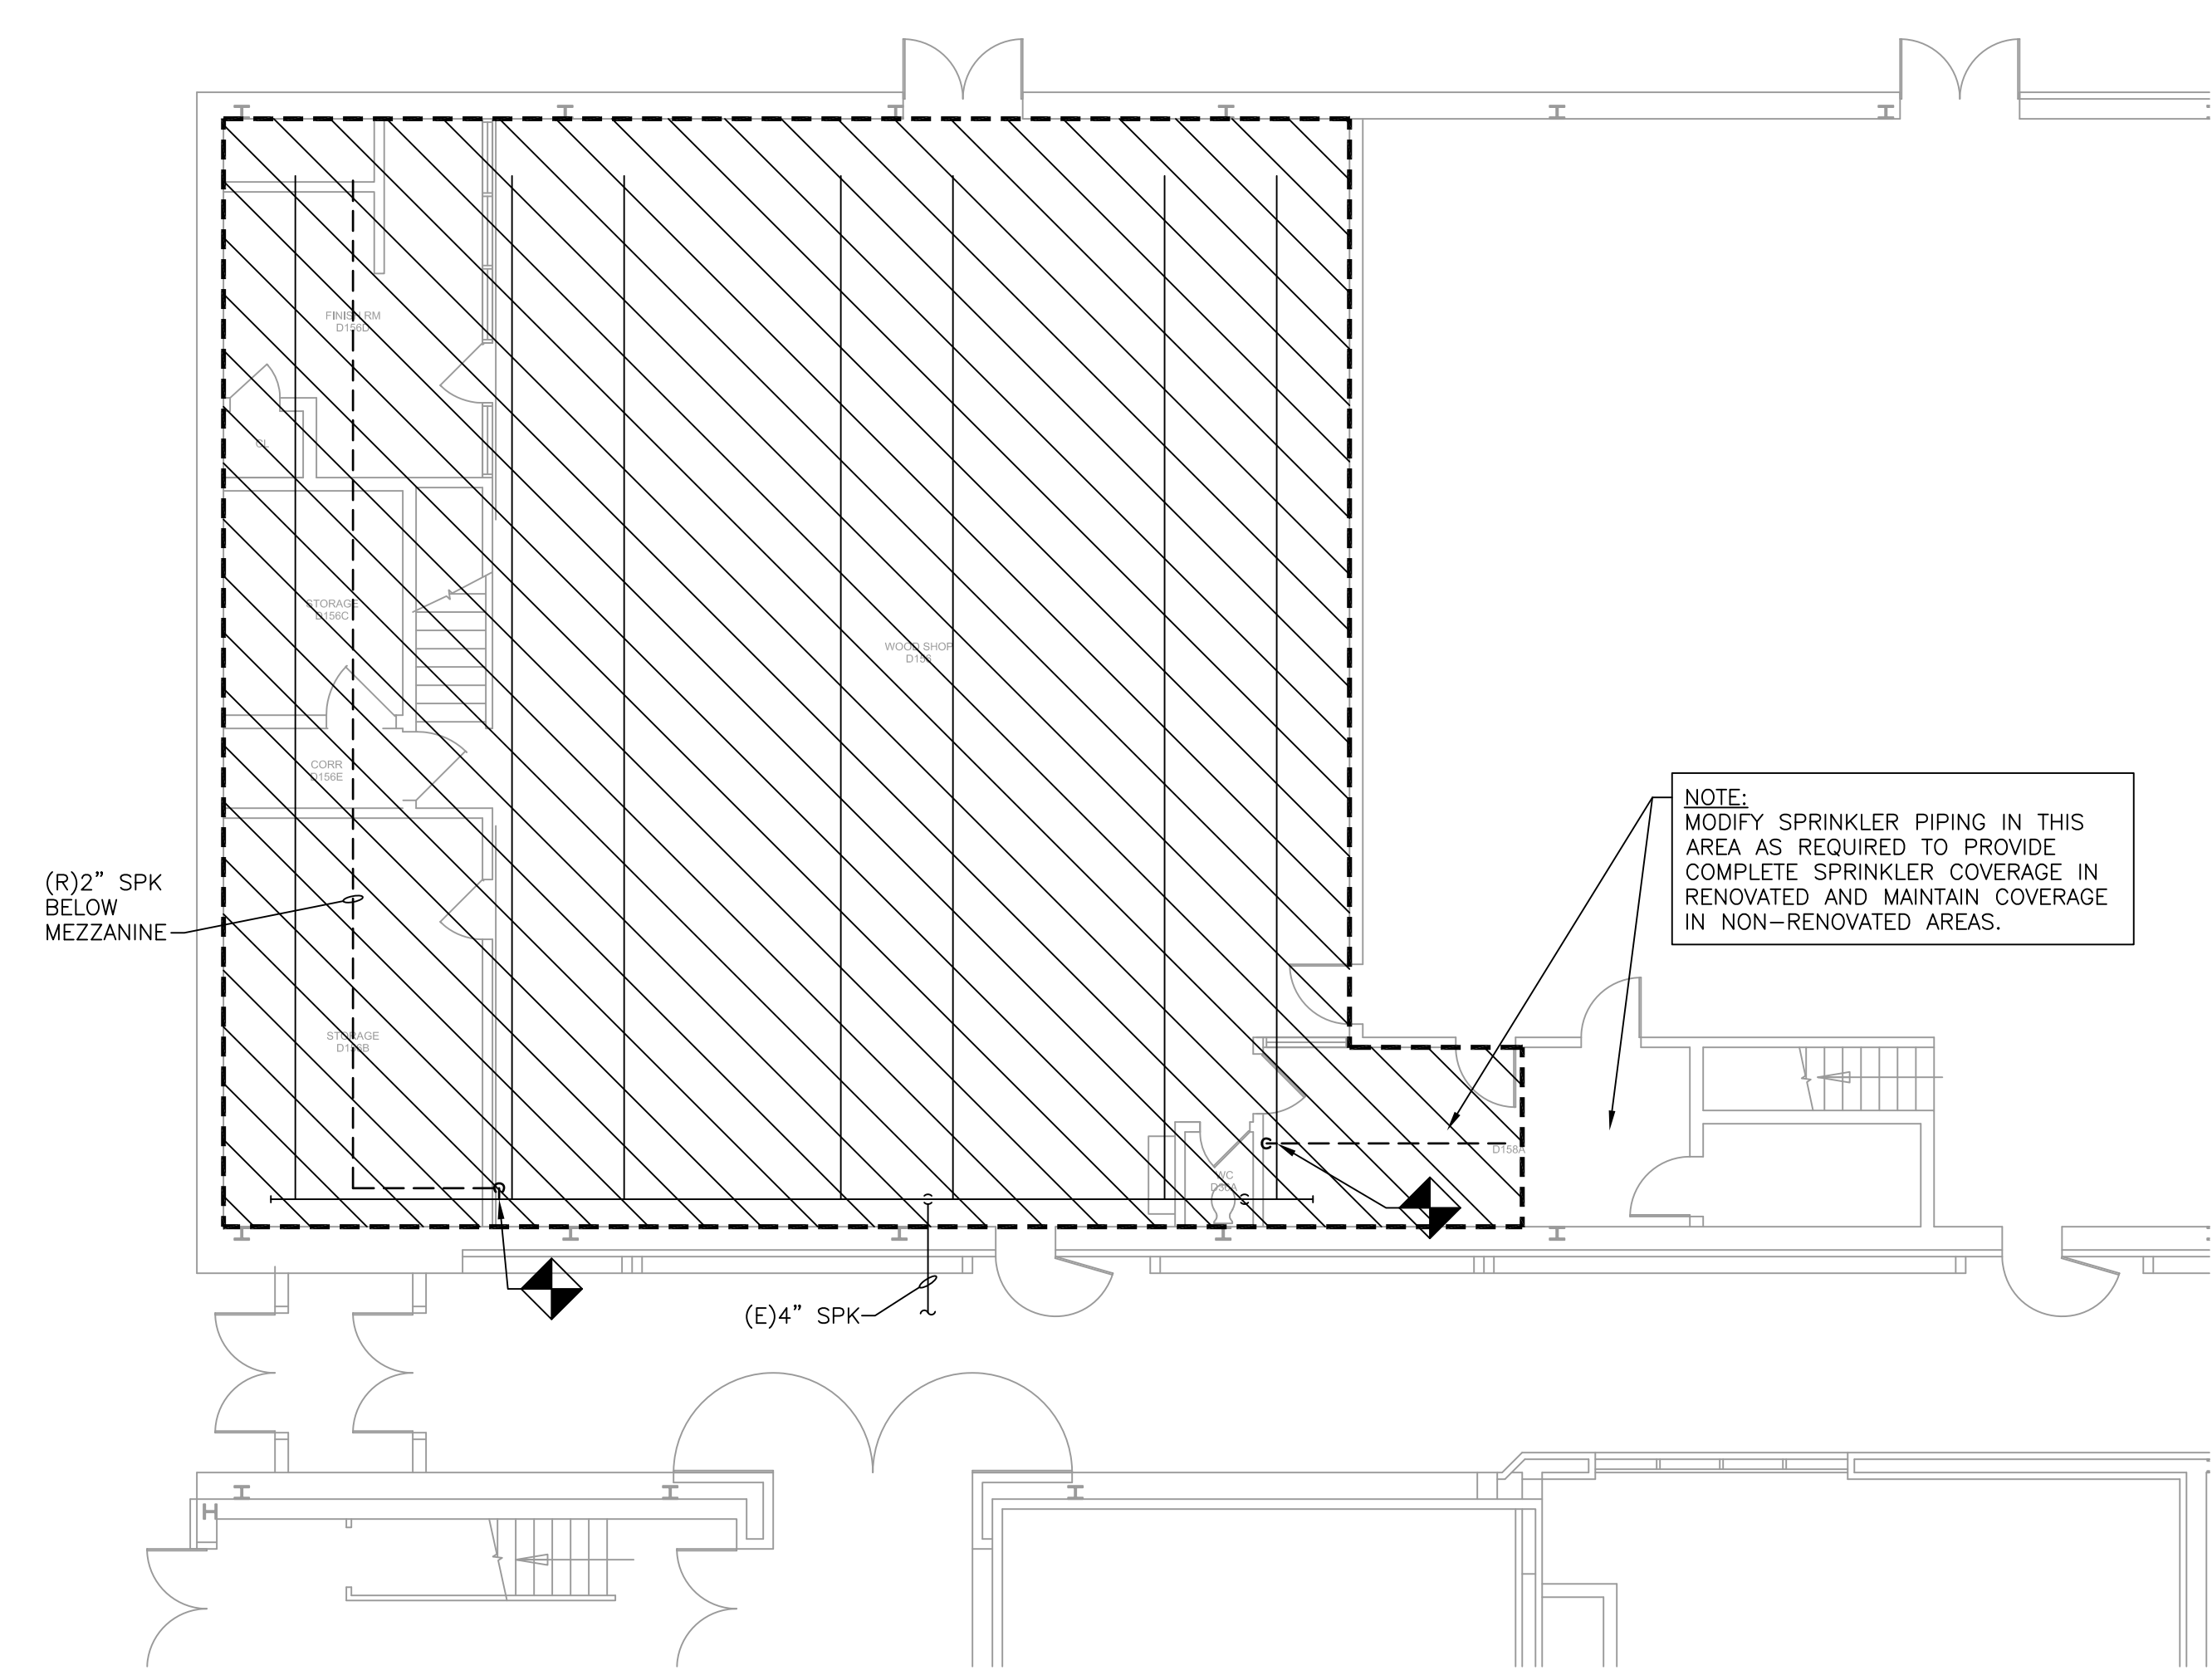 FINISH RM
D156D
CL
STORAGE
D156C
WOOD SHOP
D156
CORR
D156E
NOTE:
MODIFY SPRINKLER PIPING IN THIS
AREA AS REQUIRED TO PROVIDE
COMPLETE SPRINKLER COVERAGE IN
RENOVATED AND MAINTAIN COVERAGE
IN NON-RENOVATED AREAS.
(R)2" SPK
BELOW
MEZZANINE
STORAGE
D156B
D158A
WC
D36A
(E)4" SPK